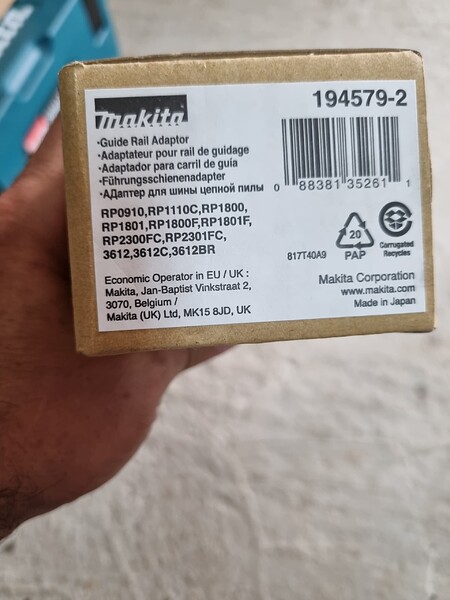 makita
194579-2
•Guide Rail Adaptor
•Adaptateur pour rail de guidage
•Adaptador para carril de guía
•Führungsschienenadapter
•АДаптер для шины цепной пилы
0 88381 35261 1
RP0910,RP1110C,RP1800,
RP1801,RP1800F,RP1801F,
RP2300FC,RP2301FC,
3612,3612C,3612BR
817T40A9
20
PAP
Corrugated
Recycles
Economic Operator in EU / UK :
Makita, Jan-Baptist Vinkstraat 2,
3070, Belgium /
Makita (UK) Ltd, MK15 8JD, UK
Makita Corporation
www.makita.com
Made in Japan